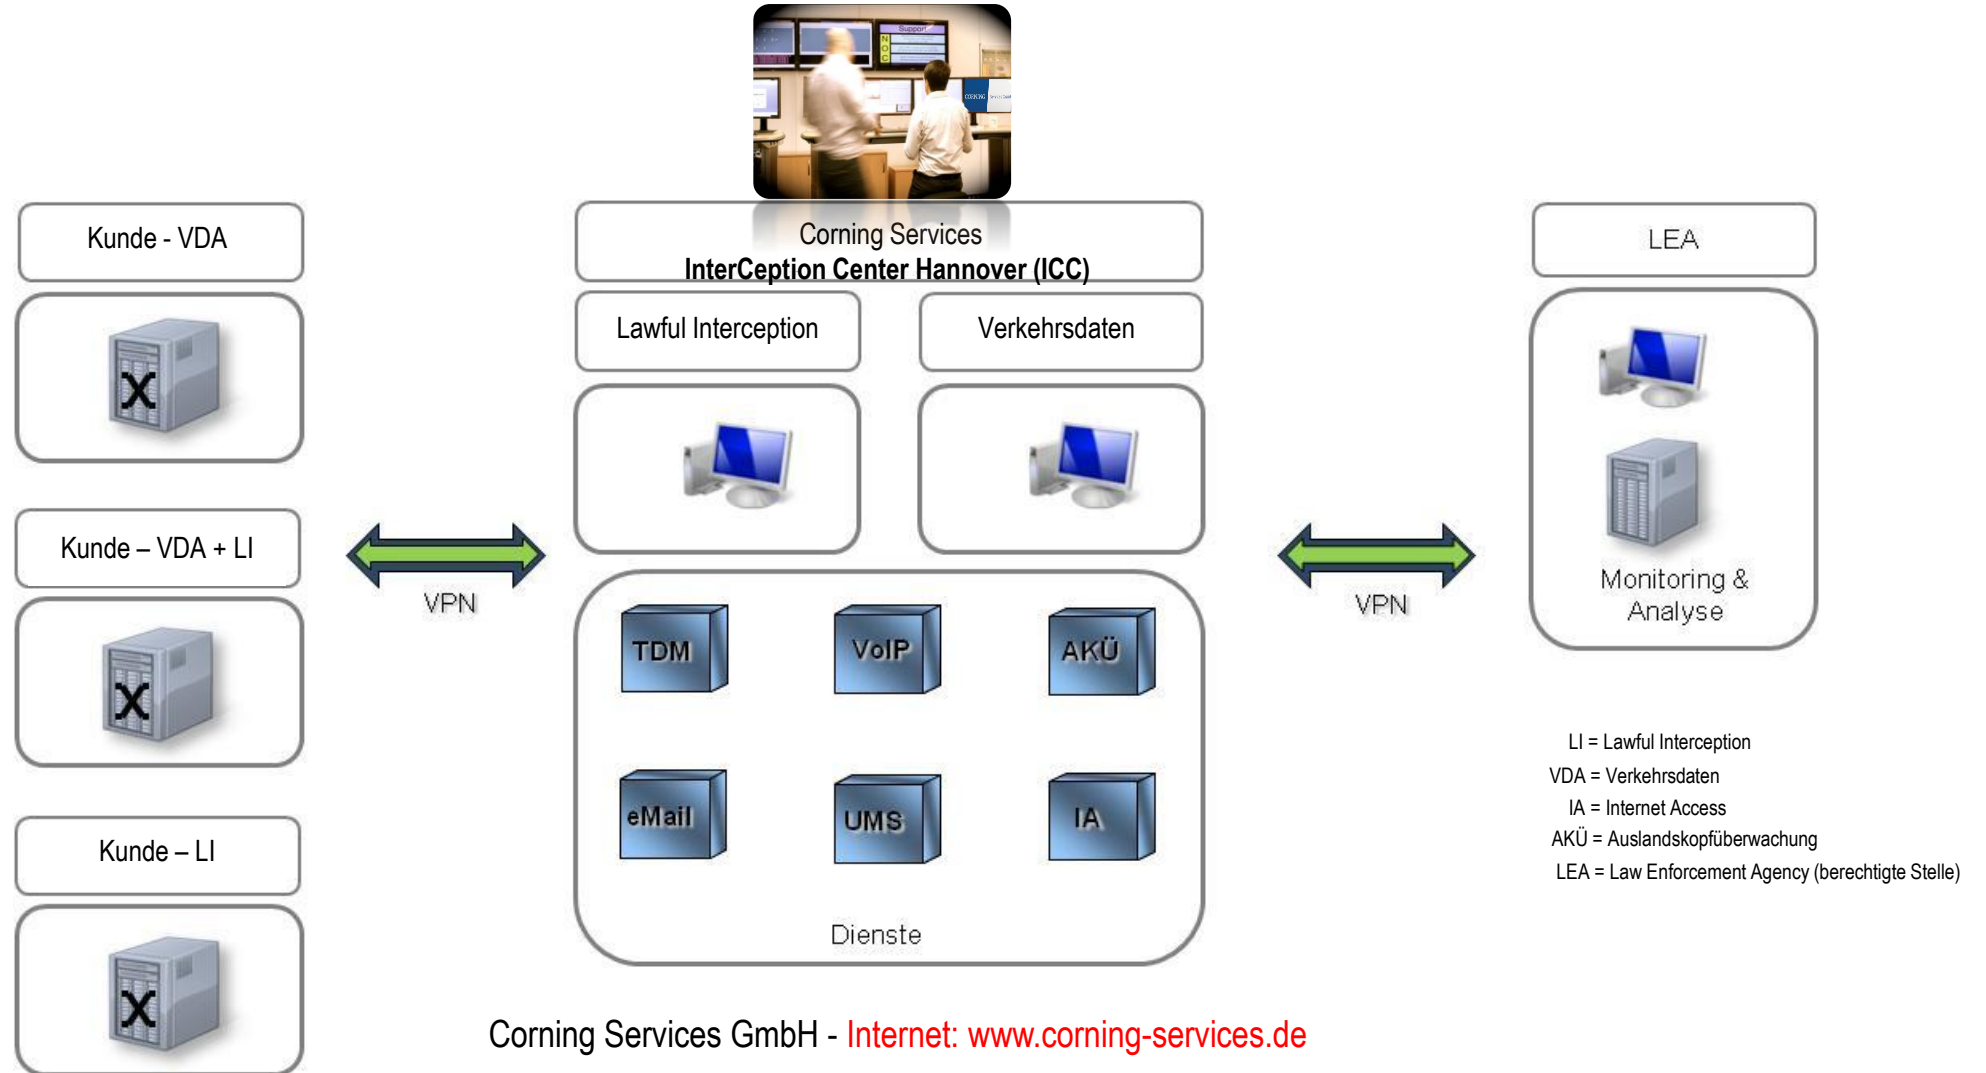 Support
N
O
C
CORNING
Kunde - VDA
Corning Services
InterCeption Center Hannover (ICC)
LEA
Lawful Interception
Verkehrsdaten
X
Kunde – VDA + LI
VPN
VPN
Monitoring &
Analyse
X
TDM
VoIP
AKÜ
eMail
UMS
IA
Dienste
Kunde – LI
X
LI = Lawful Interception
VDA = Verkehrsdaten
IA = Internet Access
AKÜ = Auslandskopfüberwachung
LEA = Law Enforcement Agency (berechtigte Stelle)
Corning Services GmbH - Internet: www.corning-services.de